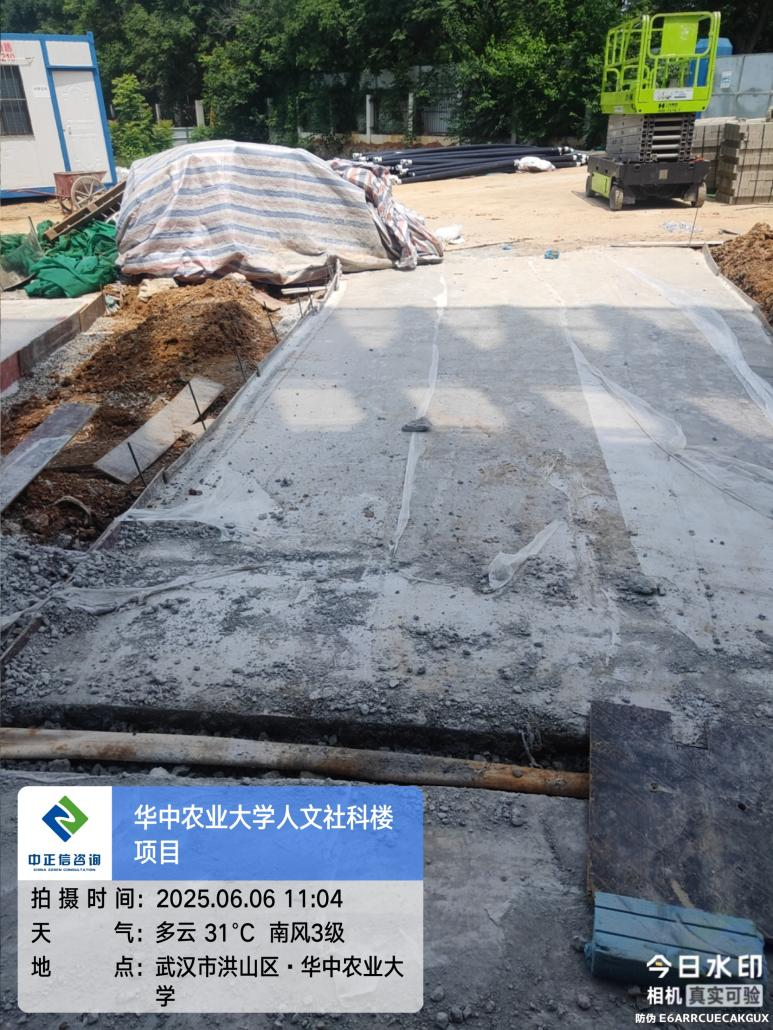 华中农业大学人文社科楼
项目
中正信咨询
CHINA ZOREN CONSULTATION
拍摄时间: 2025.06.06 11:04
天气: 多云 31℃ 南风3级
地点: 武汉市洪山区·华中农业大
学
今日水印
相机 真实可验
防伪 E6ARRCUECAKGUX